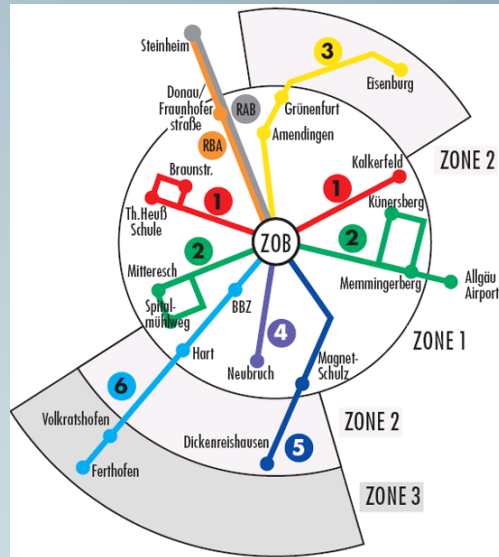 3
Steinheim
Eisenburg
Donau/
Fraunhofer
straße
RAB
Grünenfurt
Amendingen
ZONE 2
RBA
Braunstr.
Kalkerfeld
1
1
Künersberg
Th.Heuß
Schule
ZOB
2
2
Mitteresch
Memmingerberg
Allgäu
Airport
Spital-
mühlweg
BBZ
ZONE 1
4
Hart
Neubruch
Magnet-
Schulz
6
Volkratshofen
ZONE 2
Dickenreishausen
5
Ferthofen
ZONE 3